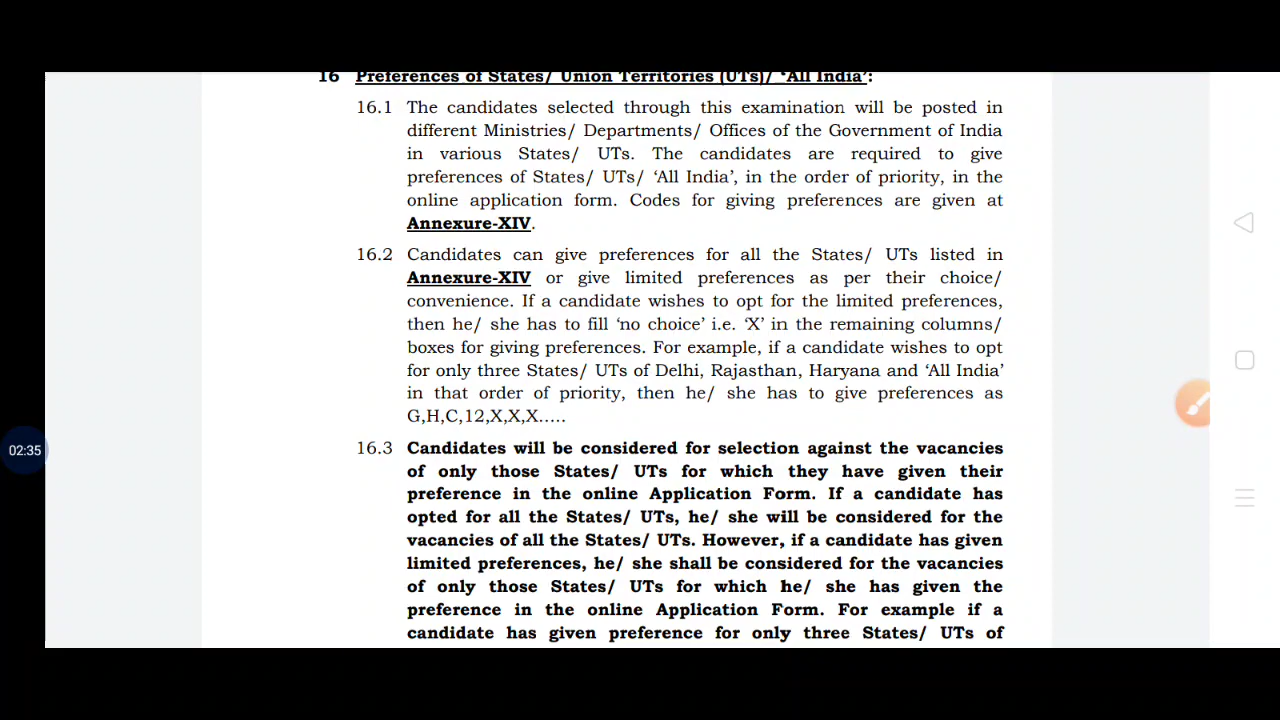 16 Preferences of States/ Union Territories (UTs)/ ‘All India’:
16.1 The candidates selected through this examination will be posted in
different Ministries/ Departments/ Offices of the Government of India
in various States/ UTs. The candidates are required to give
preferences of States/ UTs/ ‘All India’, in the order of priority, in the
online application form. Codes for giving preferences are given at
Annexure-XIV.
16.2 Candidates can give preferences for all the States/ UTs listed in
Annexure-XIV or give limited preferences as per their choice/
convenience. If a candidate wishes to opt for the limited preferences,
then he/ she has to fill ‘no choice’ i.e. ‘X’ in the remaining columns/
boxes for giving preferences. For example, if a candidate wishes to opt
for only three States/ UTs of Delhi, Rajasthan, Haryana and ‘All India’
in that order of priority, then he/ she has to give preferences as
G,H,C,12,X,X,X.....
02:35
16.3 Candidates will be considered for selection against the vacancies
of only those States/ UTs for which they have given their
preference in the online Application Form. If a candidate has
opted for all the States/ UTs, he/ she will be considered for the
vacancies of all the States/ UTs. However, if a candidate has given
limited preferences, he/ she shall be considered for the vacancies
of only those States/ UTs for which he/ she has given the
preference in the online Application Form. For example if a
candidate has given preference for only three States/ UTs of